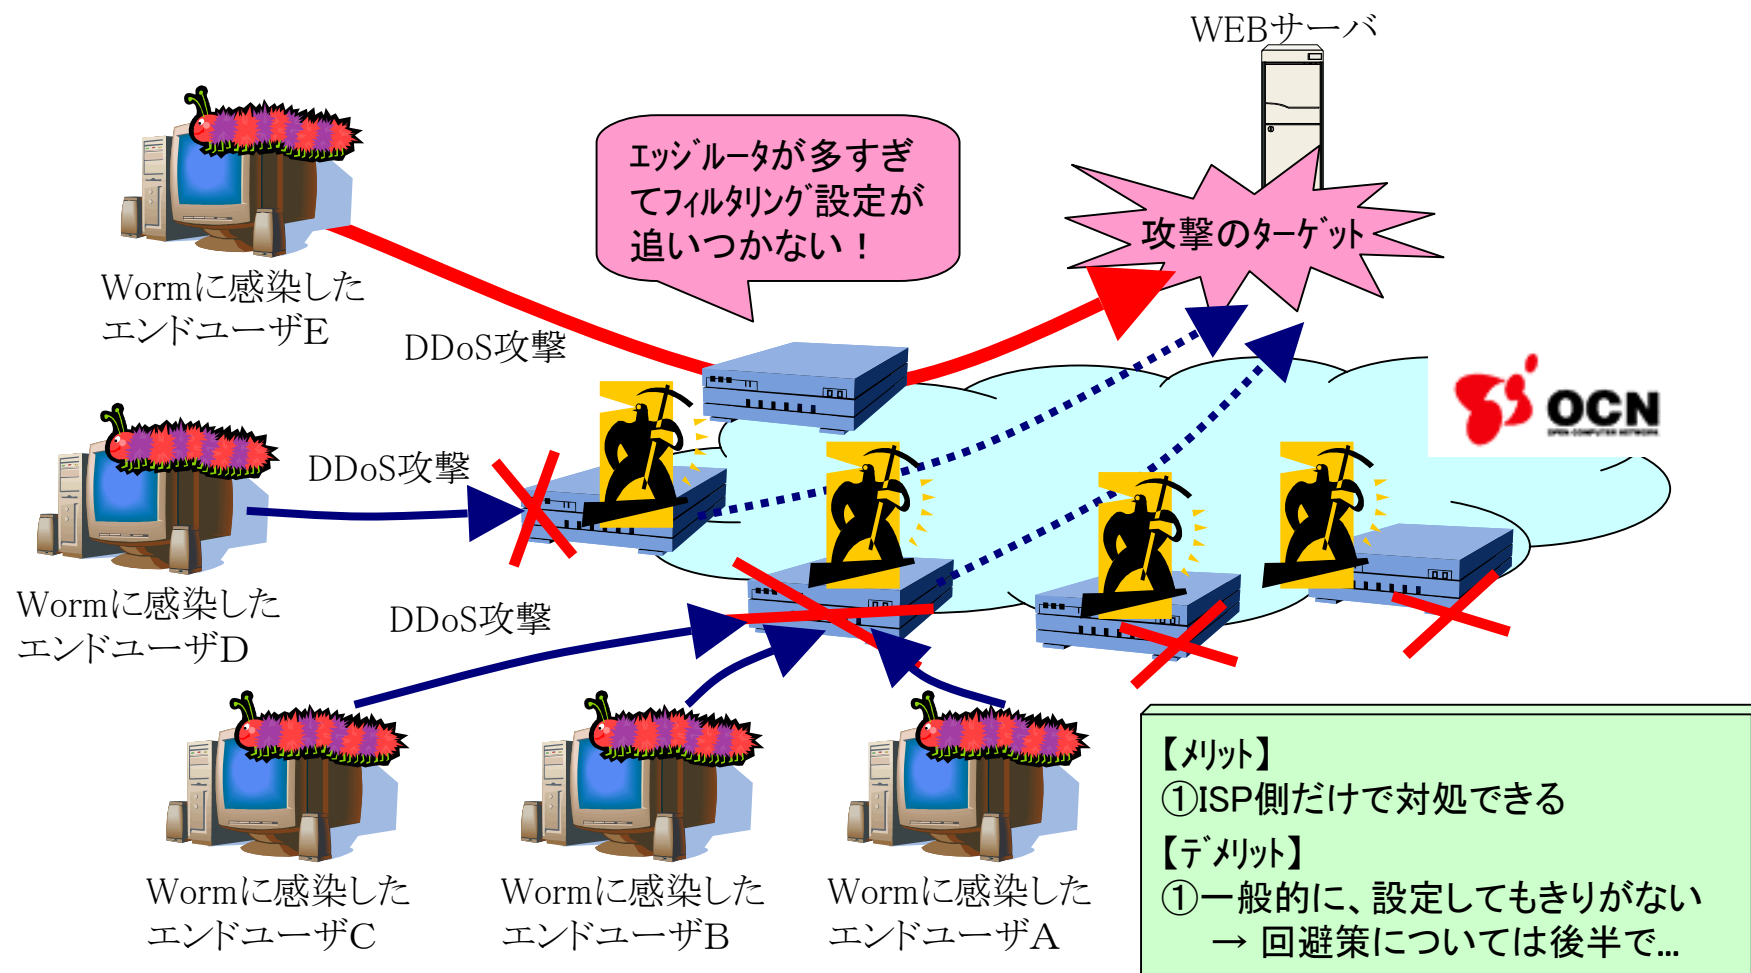 WEBサーバ
ｴｯｼﾞﾙｰﾀが多すぎ
てﾌｨﾙﾀﾘﾝｸﾞ設定が
追いつかない！
攻撃のﾀｰｹﾞｯﾄ
Wormに感染した
エンドユーザE
DDoS攻撃
OCN
OPEN COMPUTER NETWORK
DDoS攻撃
Wormに感染した
エンドユーザD
DDoS攻撃
Wormに感染した
エンドユーザC
Wormに感染した
エンドユーザB
Wormに感染した
エンドユーザA
【ﾒﾘｯﾄ】
①ISP側だけで対処できる
【ﾃﾞﾒﾘｯﾄ】
①一般的に、設定してもきりがない
→ 回避策については後半で…